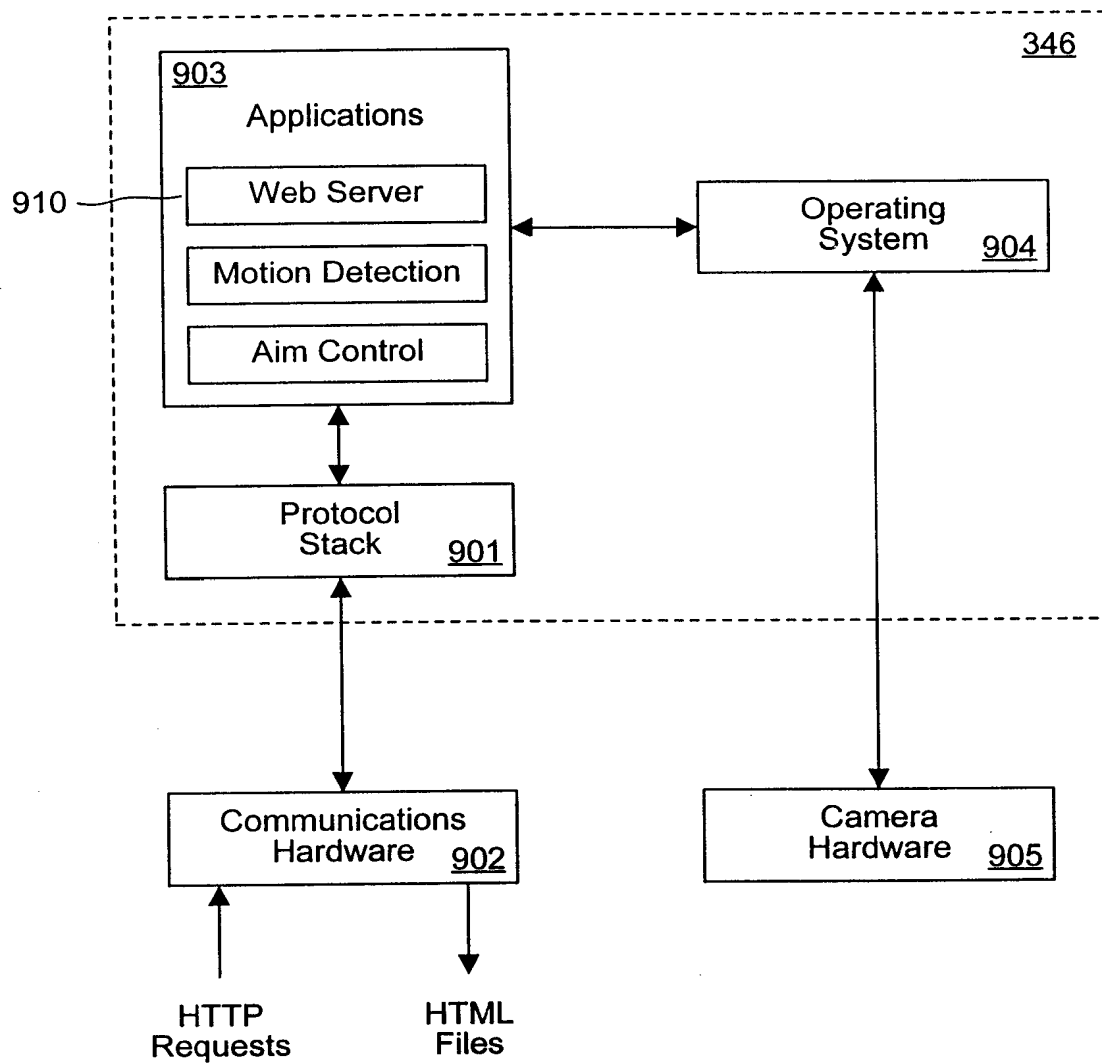 346
903
Applications
910
Web Server
Motion Detection
Aim Control
Operating
System
904
Protocol
Stack
901
Communications
Hardware
902
Camera
Hardware
905
HTTP
Requests
HTML
Files